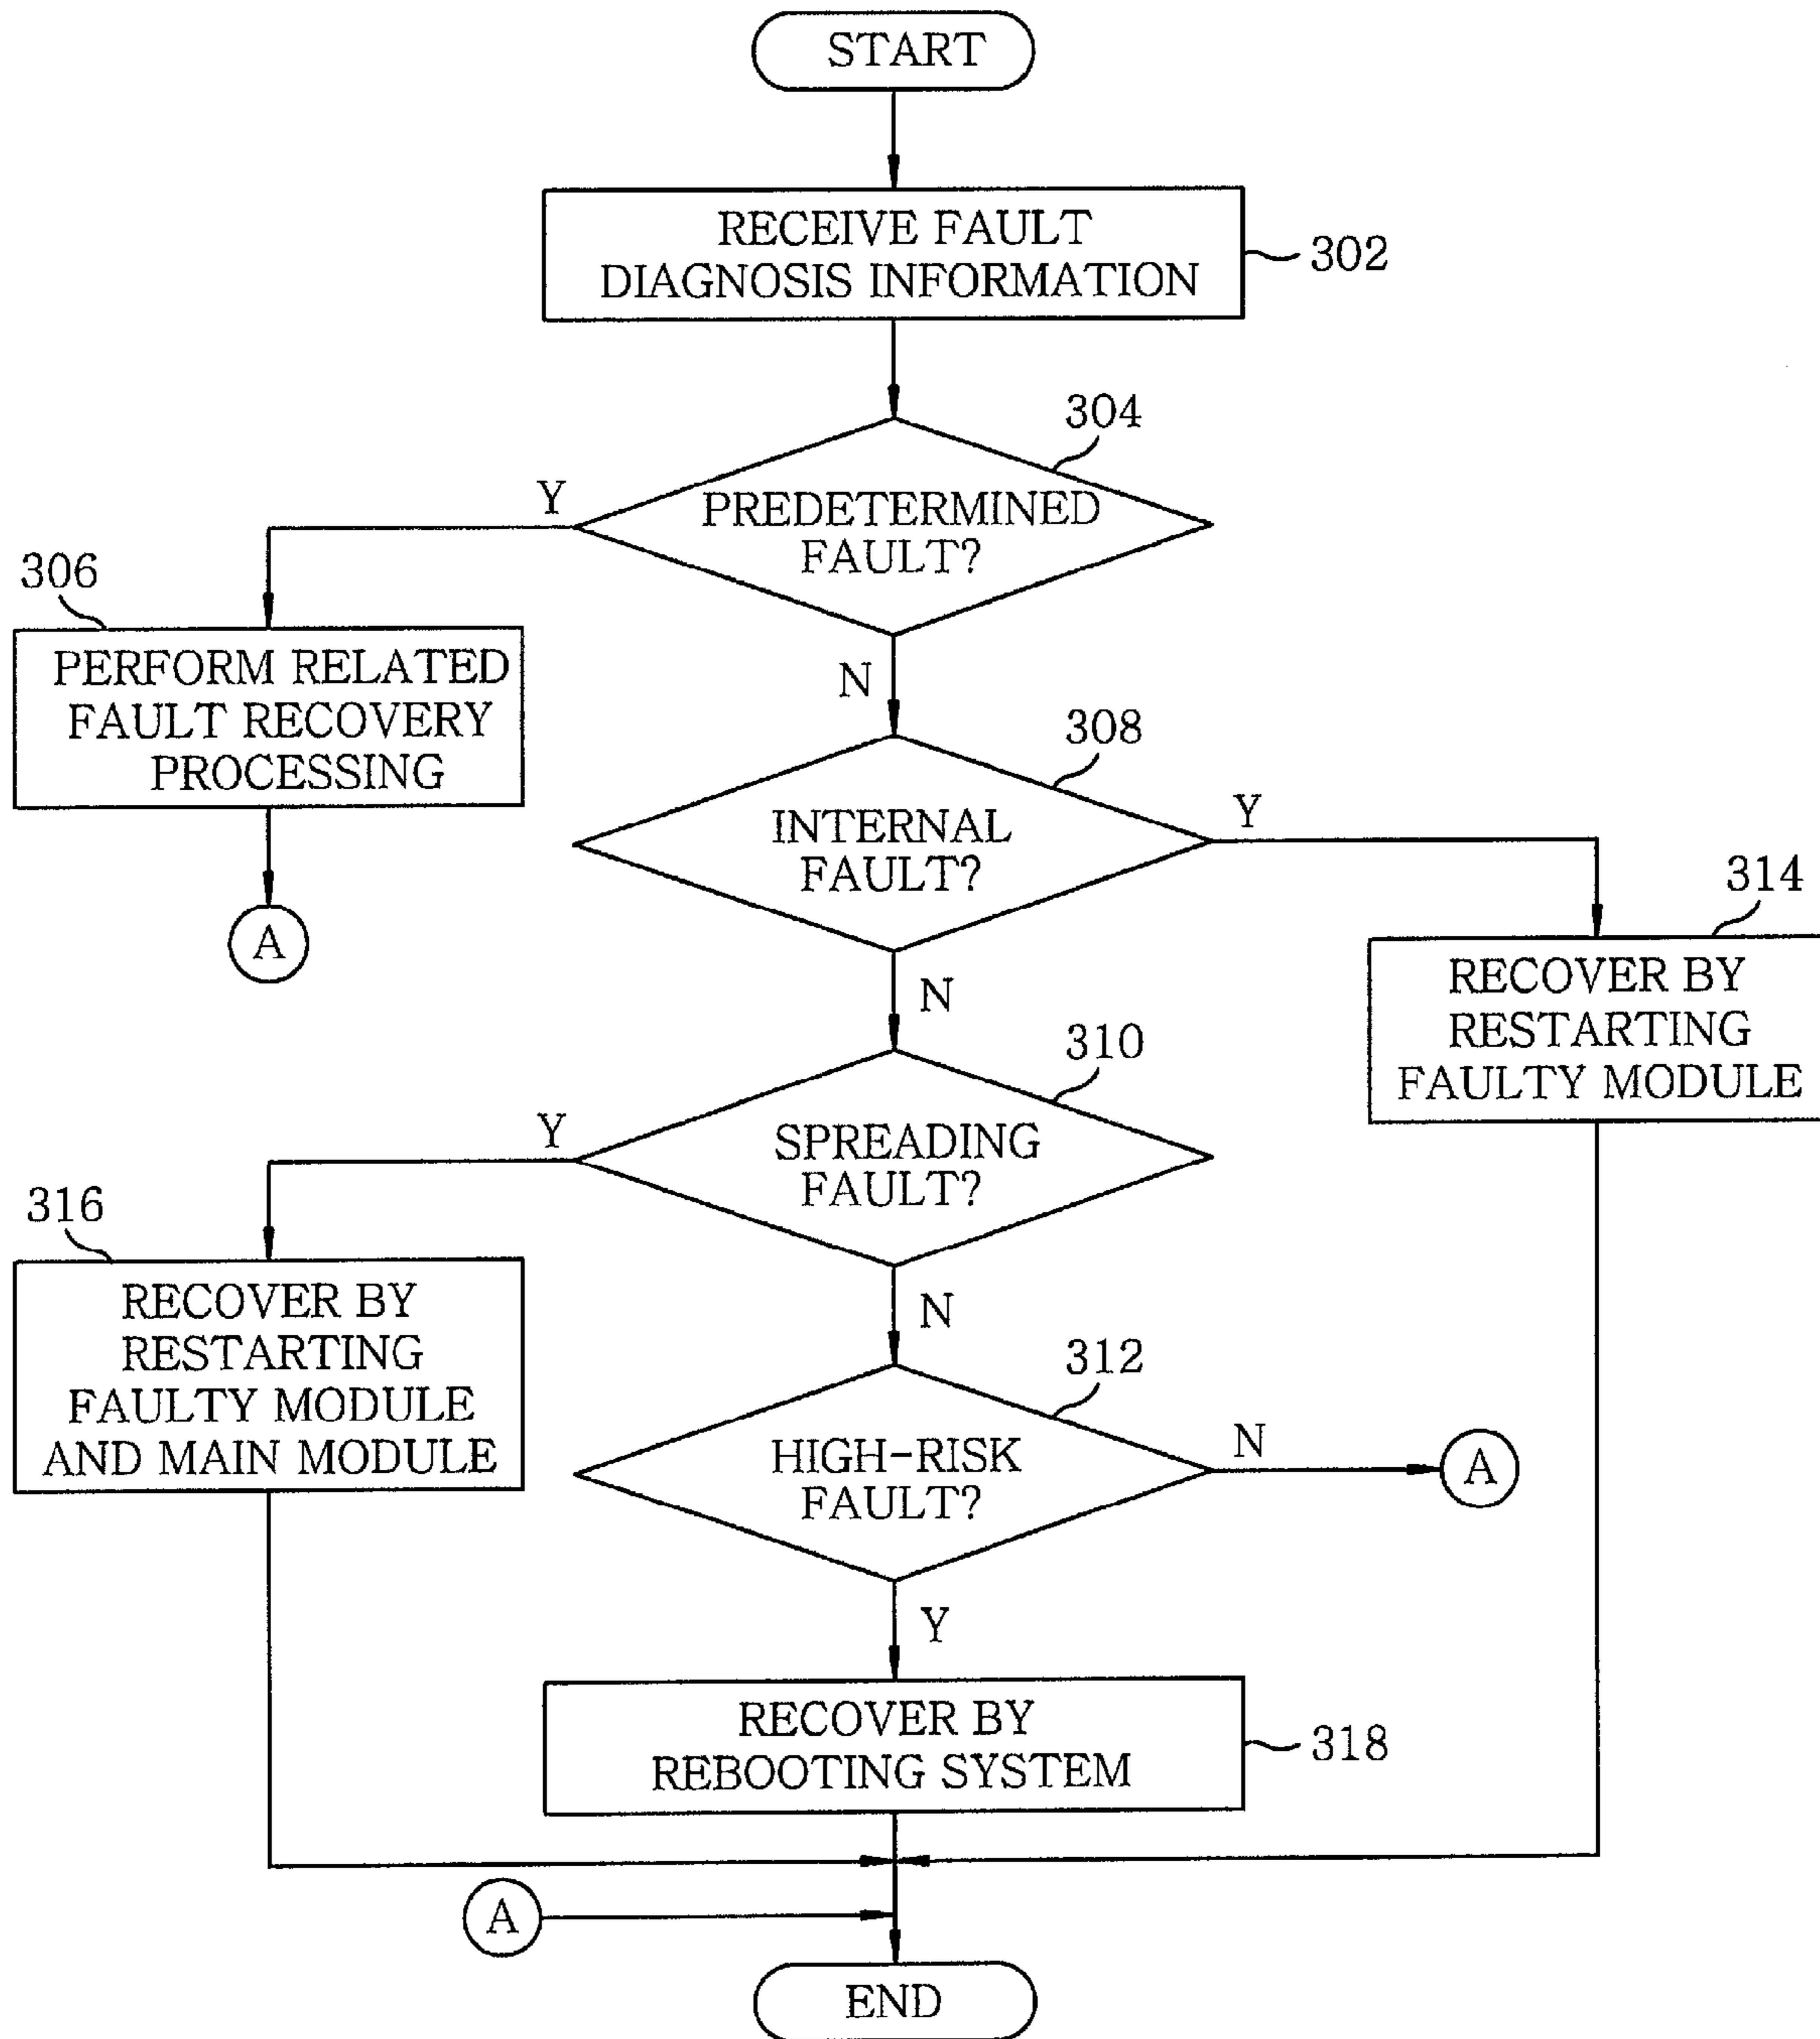 START
RECEIVE FAULT
DIAGNOSIS INFORMATION
302
304
PREDETERMINED
FAULT?
Y
N
306
PERFORM RELATED
FAULT RECOVERY
PROCESSING
A
308
INTERNAL
FAULT?
Y
N
314
RECOVER BY
RESTARTING
FAULTY MODULE
310
SPREADING
FAULT?
Y
N
316
RECOVER BY
RESTARTING
FAULTY MODULE
AND MAIN MODULE
312
HIGH-RISK
FAULT?
N
A
Y
RECOVER BY
REBOOTING SYSTEM
318
A
END